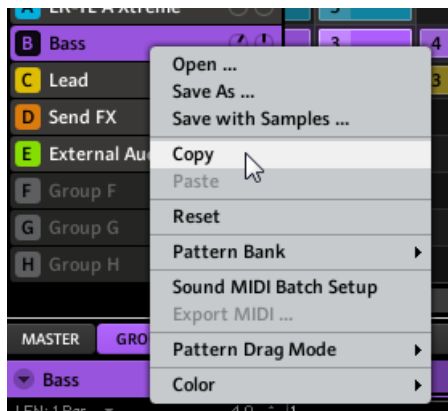 A
B Bass
3 4
C Lead
3
D Send FX
E External Au
F Group F
G Group G
H Group H
Open ...
Save As ...
Save with Samples ...
Copy
Paste
Reset
Pattern Bank
Sound MIDI Batch Setup
Export MIDI ...
Pattern Drag Mode
Color
MASTER GRO
Bass